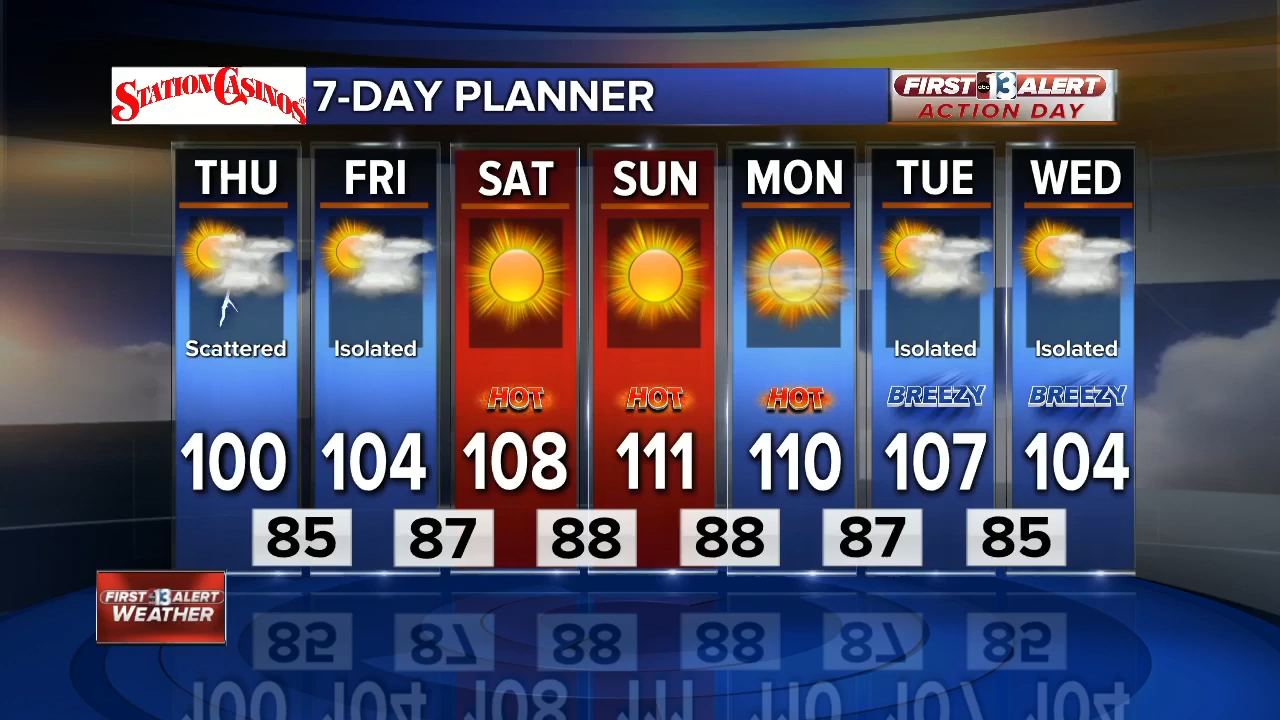 STATION CASINOS
7-DAY PLANNER
FIRST abc 13 ALERT
ACTION DAY
THU FRI SAT SUN MON TUE WED
Scattered Isolated Isolated Isolated
HOT HOT HOT BREEZY BREEZY
100 104 108 111 110 107 104
85 87 88 88 87 85
FIRST 13 ALERT
WEATHER